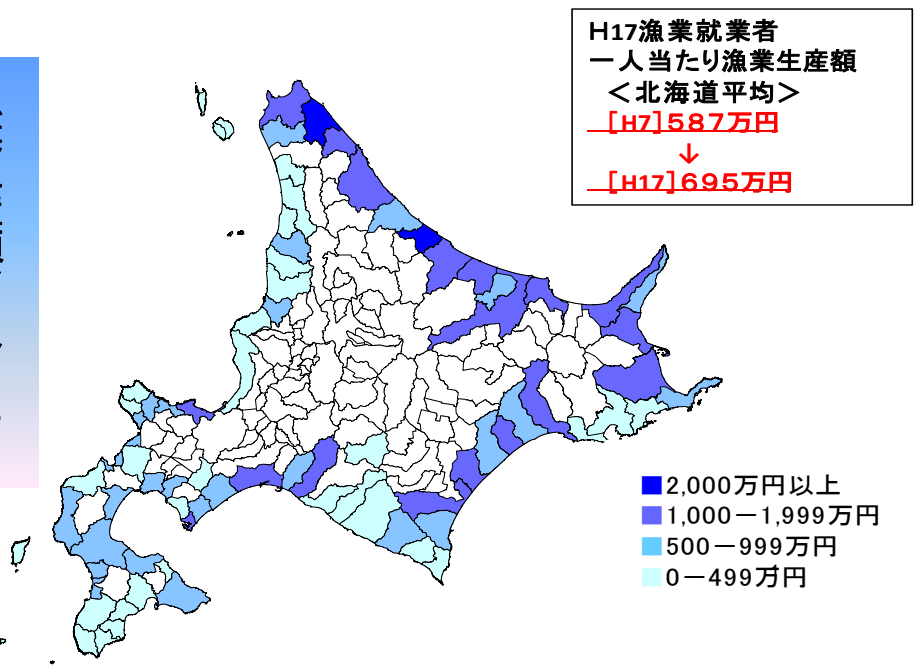 H17漁業就業者
一人当たり漁業生産額
＜北海道平均＞
[H7]５８７万円
↓
[H17]６９５万円
2,000万円以上
1,000－1,999万円
500－999万円
0－499万円